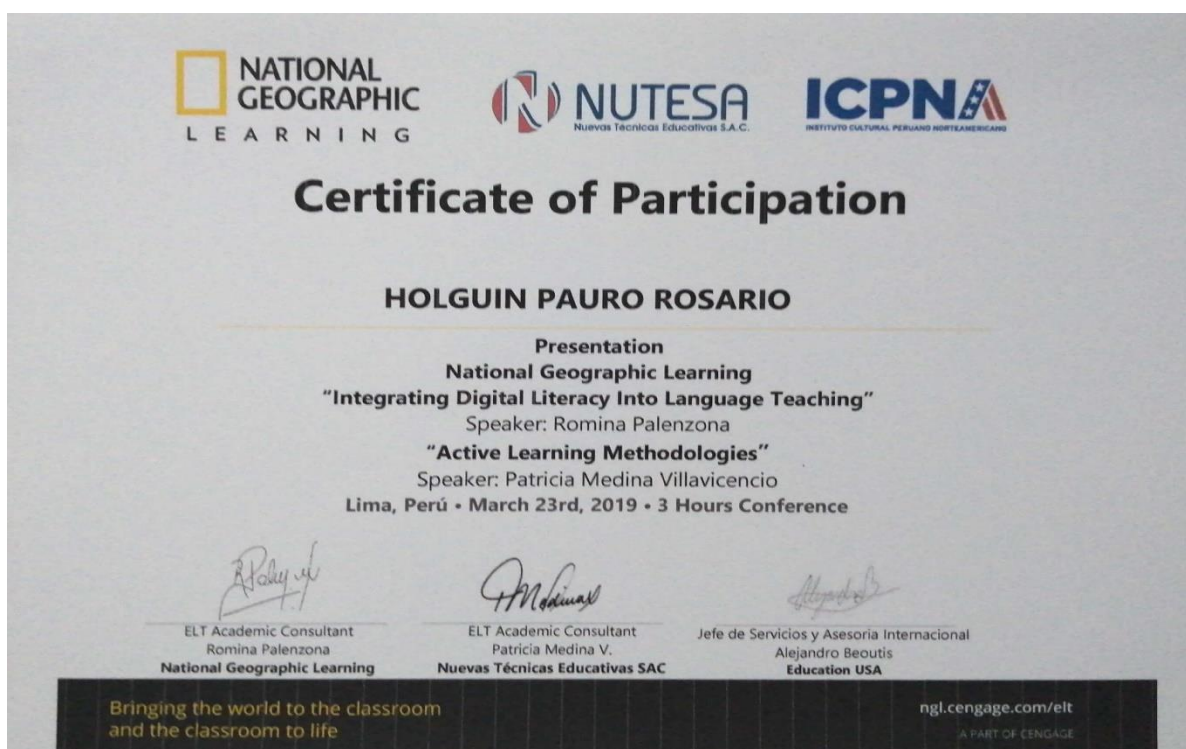 NATIONAL
GEOGRAPHIC
LEARNING
NUTESA
Nuevas Técnicas Educativas S.A.C.
ICPNA
INSTITUTO CULTURAL PERUANO NORTEAMERICANO
Certificate of Participation
HOLGUIN PAURO ROSARIO
Presentation
National Geographic Learning
“Integrating Digital Literacy Into Language Teaching”
Speaker: Romina Palenzona
“Active Learning Methodologies”
Speaker: Patricia Medina Villavicencio
Lima, Perú • March 23rd, 2019 • 3 Hours Conference
ELT Academic Consultant
Romina Palenzona
National Geographic Learning
ELT Academic Consultant
Patricia Medina V.
Nuevas Técnicas Educativas SAC
Jefe de Servicios y Asesoria Internacional
Alejandro Beoutis
Education USA
Bringing the world to the classroom
and the classroom to life
ngl.cengage.com/elt
A PART OF CENGAGE